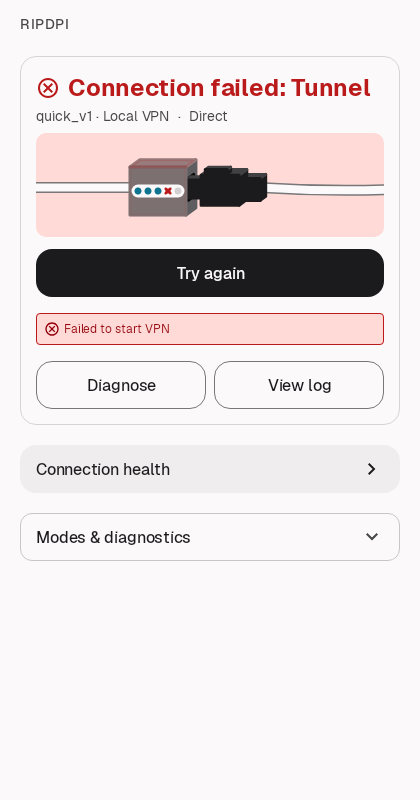 RIPDPI
Connection failed: Tunnel
quick_v1 · Local VPN · Direct
Try again
Failed to start VPN
Diagnose
View log
Connection health
Modes & diagnostics